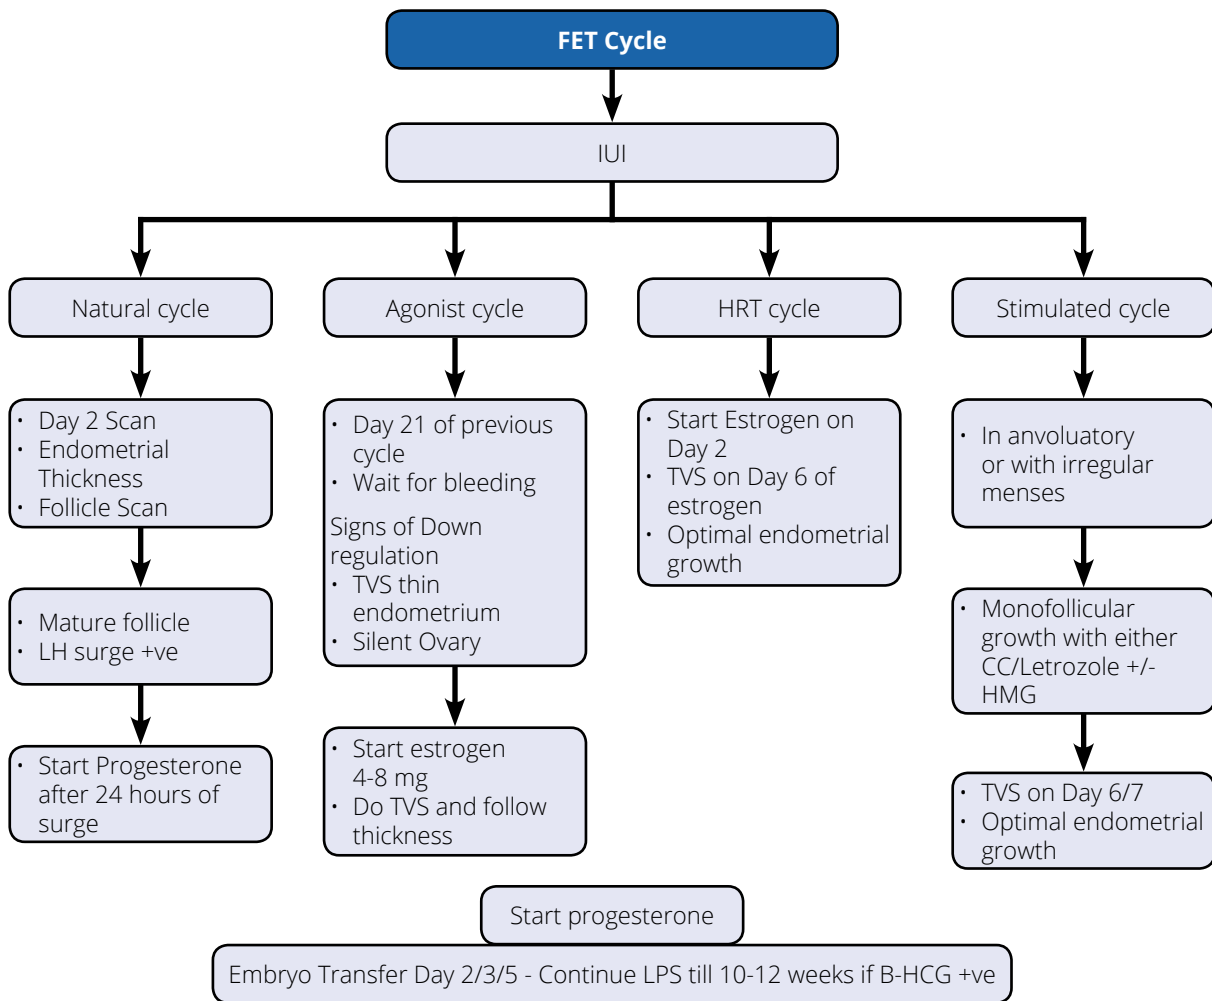 FET Cycle
IUI
Natural cycle
Agonist cycle
HRT cycle
Stimulated cycle
• Day 2 Scan
• Endometrial
Thickness
• Follicle Scan
• Mature follicle
• LH surge +ve
• Start Progesterone
after 24 hours of
surge
• Day 21 of previous
cycle
• Wait for bleeding
Signs of Down
regulation
• TVS thin
endometrium
• Silent Ovary
• Start estrogen
4-8 mg
• Do TVS and follow
thickness
• Start Estrogen on
Day 2
• TVS on Day 6 of
estrogen
• Optimal endometrial
growth
• In anvoluatory
or with irregular
menses
• Monofollicular
growth with either
CC/Letrozole +/-
HMG
• TVS on Day 6/7
• Optimal endometrial
growth
Start progesterone
Embryo Transfer Day 2/3/5 - Continue LPS till 10-12 weeks if B-HCG +ve